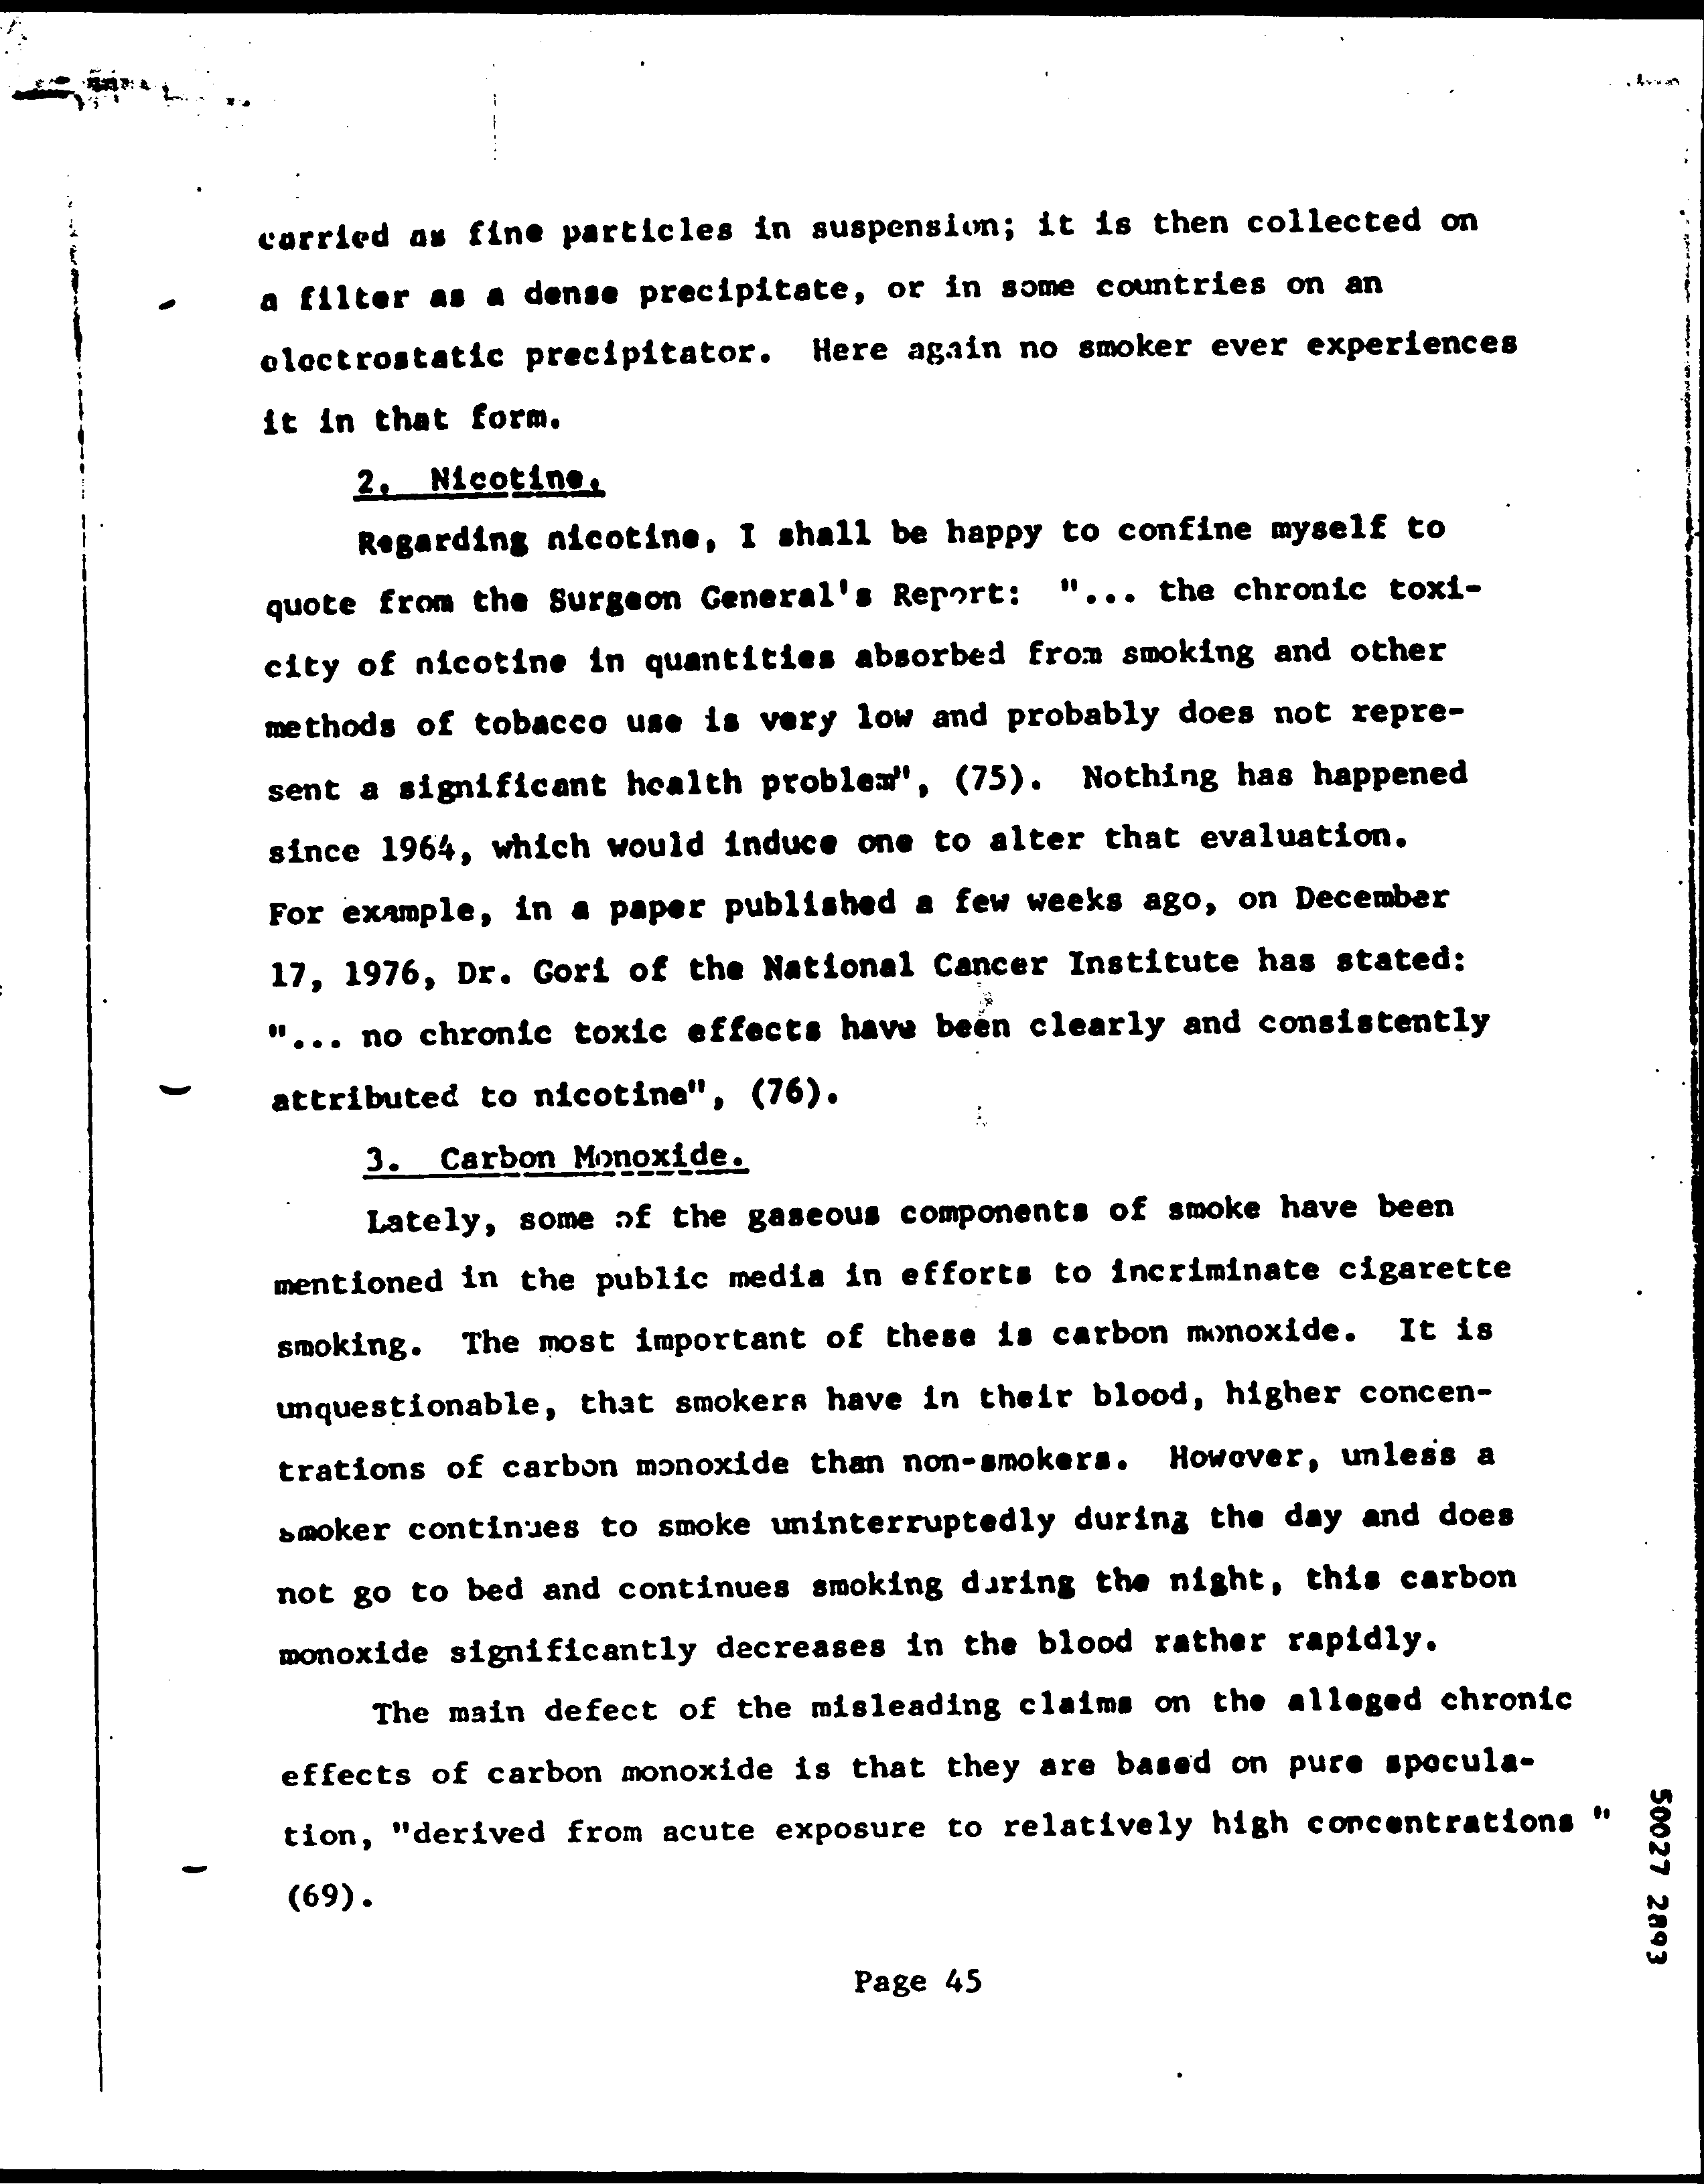 carried as fine particles in suspension; it is then collected on
a filter as a dense precipitate, or in some countries on an
electrostatic precipitator. Here again no smoker ever experiences
it in that form.
2. Nicotine.
Regarding nicotine, I shall be happy to confine myself to
quote from the Surgeon General's Report: "... the chronic toxi-
city of nicotine in quantities absorbed from smoking and other
methods of tobacco use is very low and probably does not repre-
sent a significant health problem", (75). Nothing has happened
since 1964, which would induce one to alter that evaluation.
For example, in a paper published a few weeks ago, on December
17, 1976, Dr. Gori of the National Cancer Institute has stated:
"... no chronic toxic effects have been clearly and consistently
attributed to nicotine", (76).
3. Carbon Monoxide.
Lately, some of the gaseous components of smoke have been
mentioned in the public media in efforts to incriminate cigarette
smoking. The most important of these is carbon monoxide. It is
unquestionable, that smokers have in their blood, higher concen-
trations of carbon monoxide than non-smokers. However, unless a
smoker continues to smoke uninterruptedly during the day and does
not go to bed and continues smoking during the night, this carbon
monoxide significantly decreases in the blood rather rapidly.
The main defect of the misleading claims on the alleged chronic
effects of carbon monoxide is that they are based on pure specula-
tion, "derived from acute exposure to relatively high concentrations "
(69).
Page 45
50027 2893